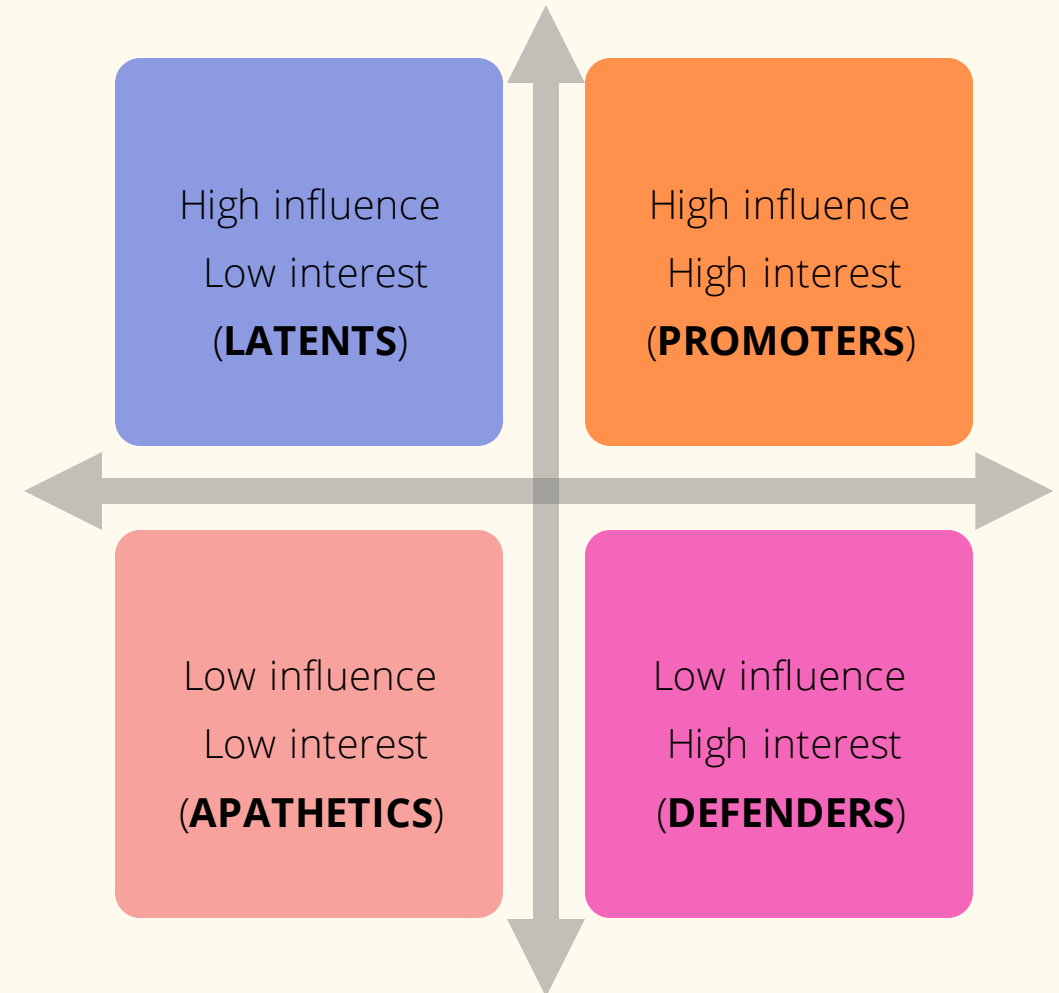 High influence
Low interest
(LATENTS)
High influence
High interest
(PROMOTERS)
Low influence
Low interest
(APATHETICS)
Low influence
High interest
(DEFENDERS)